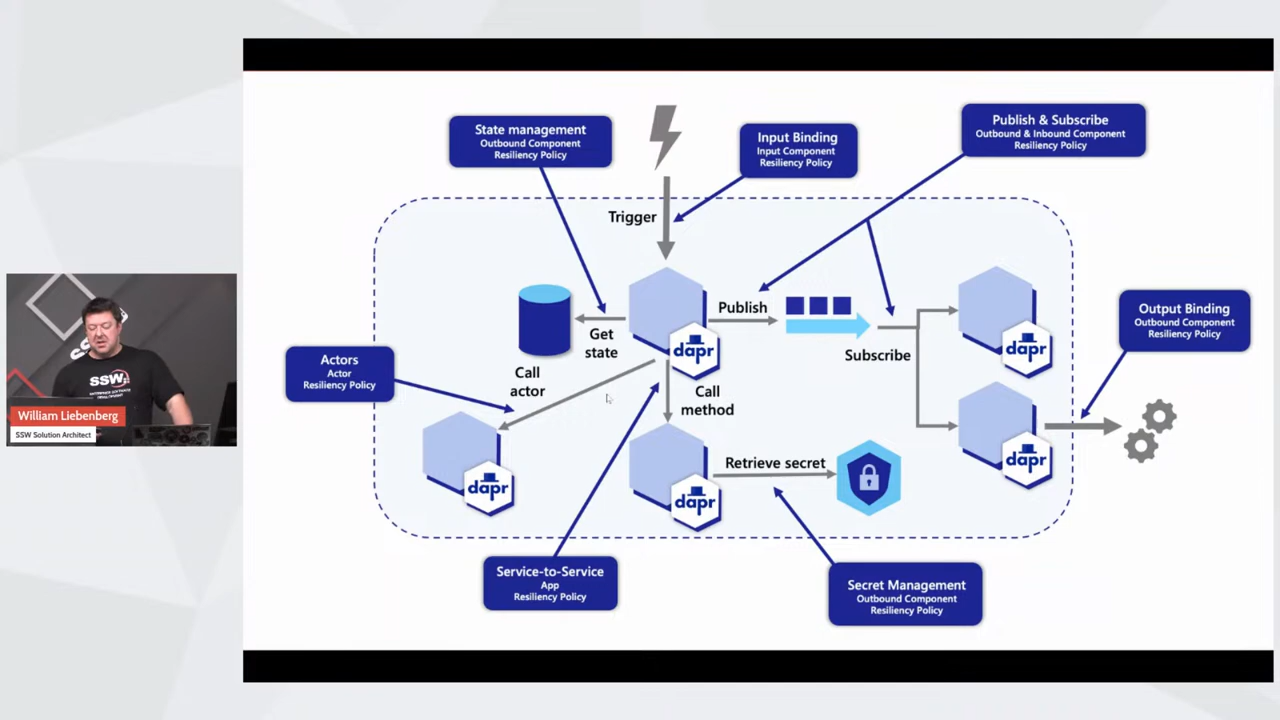 State management
Outbound Component
Resiliency Policy
Input Binding
Input Component
Resiliency Policy
Publish & Subscribe
Outbound & Inbound Component
Resiliency Policy
Trigger
Publish
Subscribe
Get
state
Call
actor
Call
method
Retrieve secret
dapr
dapr
dapr
dapr
dapr
Output Binding
Outbound Component
Resiliency Policy
Actors
Actor
Resiliency Policy
Service-to-Service
App
Resiliency Policy
Secret Management
Outbound Component
Resiliency Policy
SSW
ENTERPRISE SOFTWARE
DEVELOPMENT
William Liebenberg
SSW Solution Architect